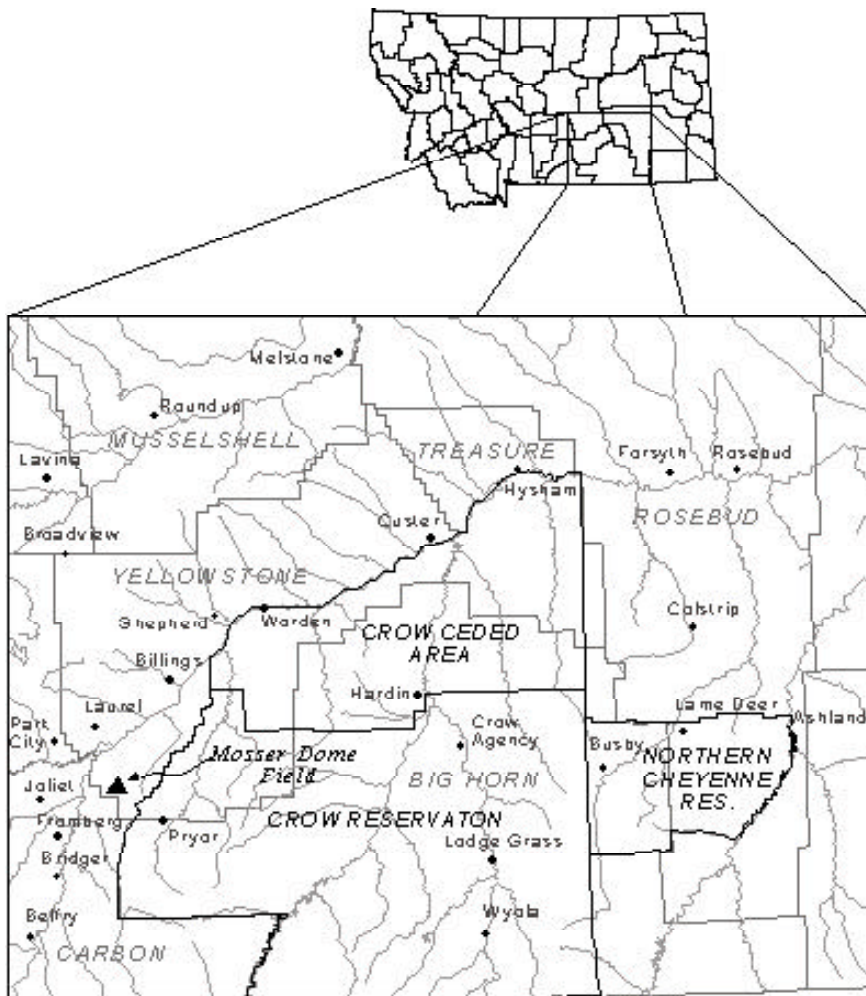 Melstone
Roundup
MUSSELSHELL
TREASURE
Lavina
Forsyth
Rosebud
Hysham
ROSEBUD
Custer
Broadview
YELLOWSTONE
Shepherd
Worden
Colstrip
CROW CEDED
AREA
Billings
Hardin
Laurel
Lame Deer
Ashland
Park
City
Crow
Agency
Mosser Dome
Field
Busby
NORTHERN
CHEYENNE
RES.
BIG HORN
Joliet
CROW RESERVATON
Fromberg
Pryor
Lodge Grass
Bridger
Belfry
Wyola
CARBON